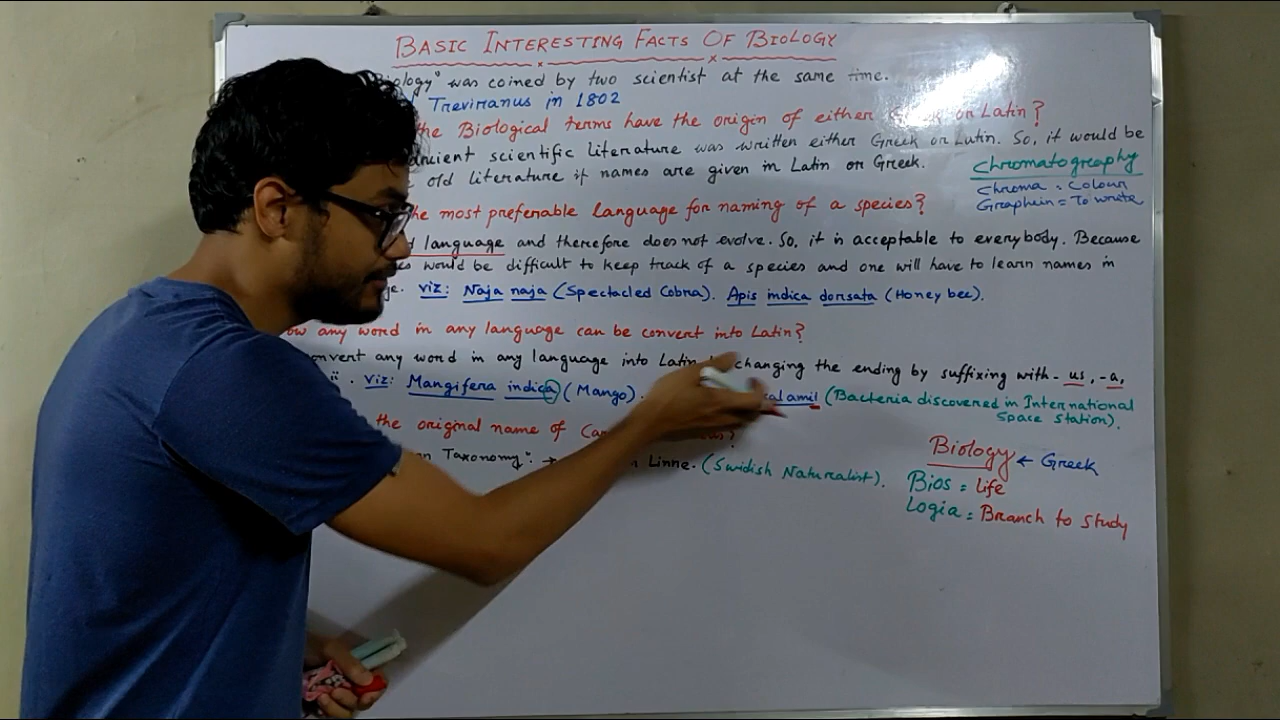 BASIC INTERESTING FACTS OF BIOLOGY
Biology" was coined by two scientist at the same time.
Treviranus in 1802
the Biological terms have the origin of either or Latin?
ancient scientific literature was written either Greek or Latin. So, it would be
old literature if names are given in Latin or Greek.
Chromatography
Chroma = Colour
Graphein = To write
the most preferable language for naming of a species?
language and therefore does not evolve. So, it is acceptable to everybody. Because
would be difficult to keep track of a species and one will have to learn names in
viz: Naja naja (Spectacled Cobra). Apis indica dorsata (Honey bee).
How any word in any language can be convert into Latin?
convert any word in any language into Latin changing the ending by suffixing with - us, -a,
ii. viz: Mangifera indica (Mango). (Bacteria discovered in International
Space Station).
the original name of
Taxonomy". → Linne. (Swidish Naturalist).
Biology ← Greek
Bios = life
Logia = Branch to study